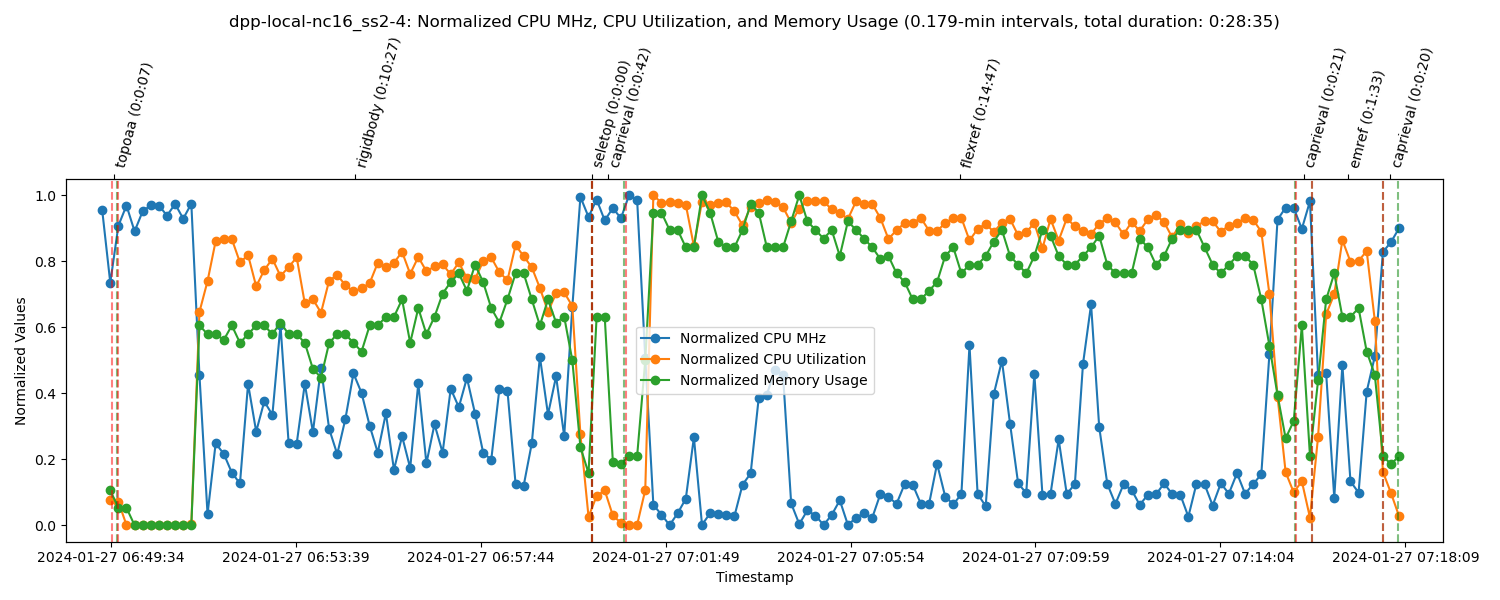 dpp-local-nc16_ss2-4: Normalized CPU MHz, CPU Utilization, and Memory Usage (0.179-min intervals, total duration: 0:28:35)
topoaa (0:0:07)
rigidbody (0:10:27)
seletop (0:0:00)
caprieval (0:0:42)
flexref (0:14:47)
caprieval (0:0:21)
emref (0:1:33)
caprieval (0:0:20)
Normalized Values
1.0
0.8
0.6
0.4
0.2
0.0
Normalized CPU MHz
Normalized CPU Utilization
Normalized Memory Usage
2024-01-27 06:49:34
2024-01-27 06:53:39
2024-01-27 06:57:44
2024-01-27 07:01:49
2024-01-27 07:05:54
2024-01-27 07:09:59
2024-01-27 07:14:04
2024-01-27 07:18:09
Timestamp